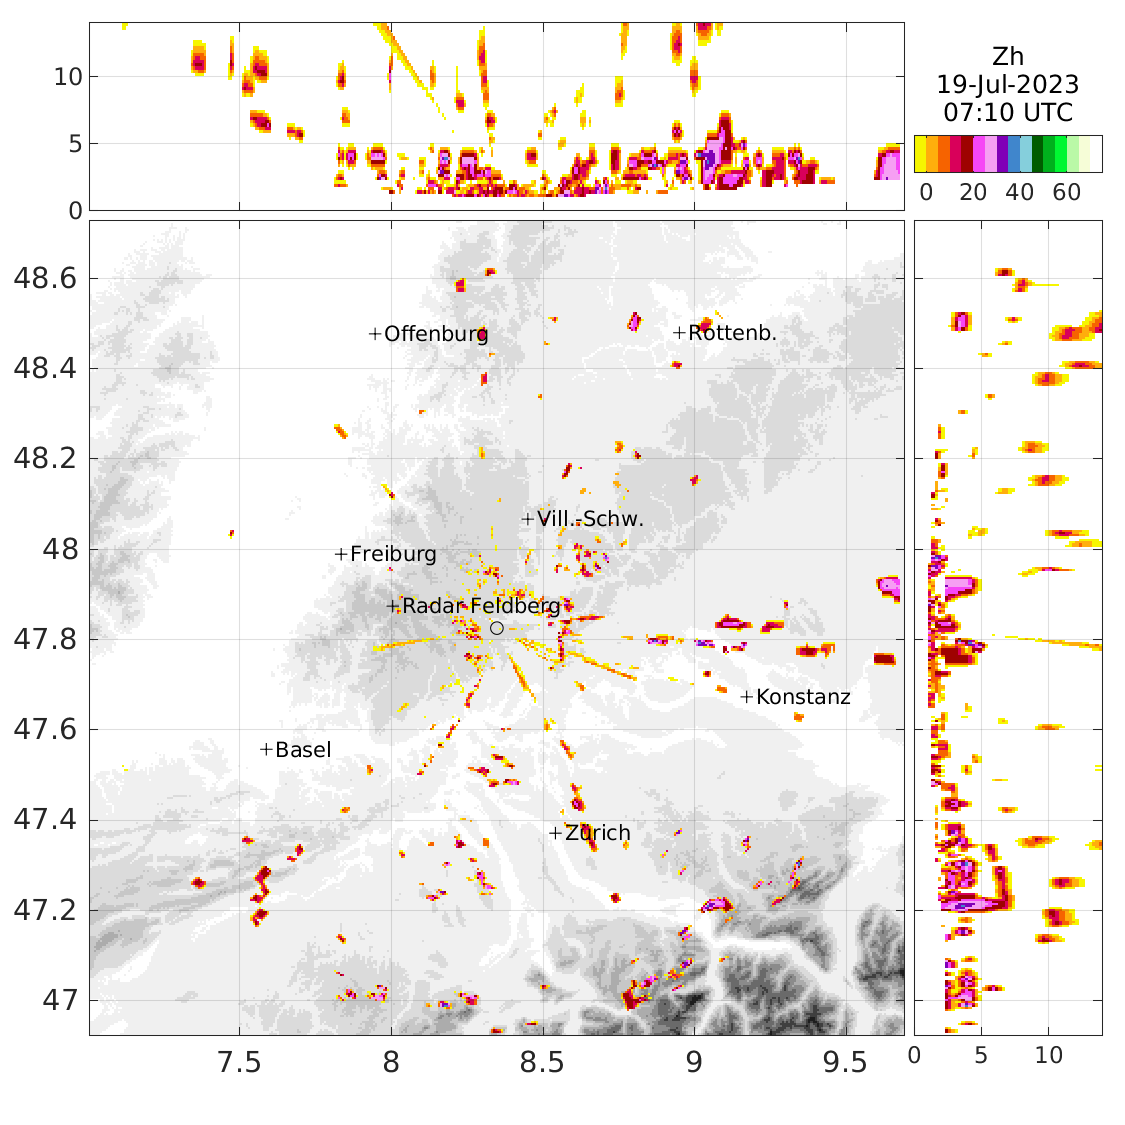 Zh
19-Jul-2023
07:10 UTC
0 20 40 60
10
5
0
48.6
48.4
48.2
48
47.8
47.6
47.4
47.2
47
+Offenburg
+Rottenb.
+Vill.-Schw.
+Freiburg
+Radar Feldberg
+Konstanz
+Basel
+Zürich
7.5 8 8.5 9 9.5
0 5 10